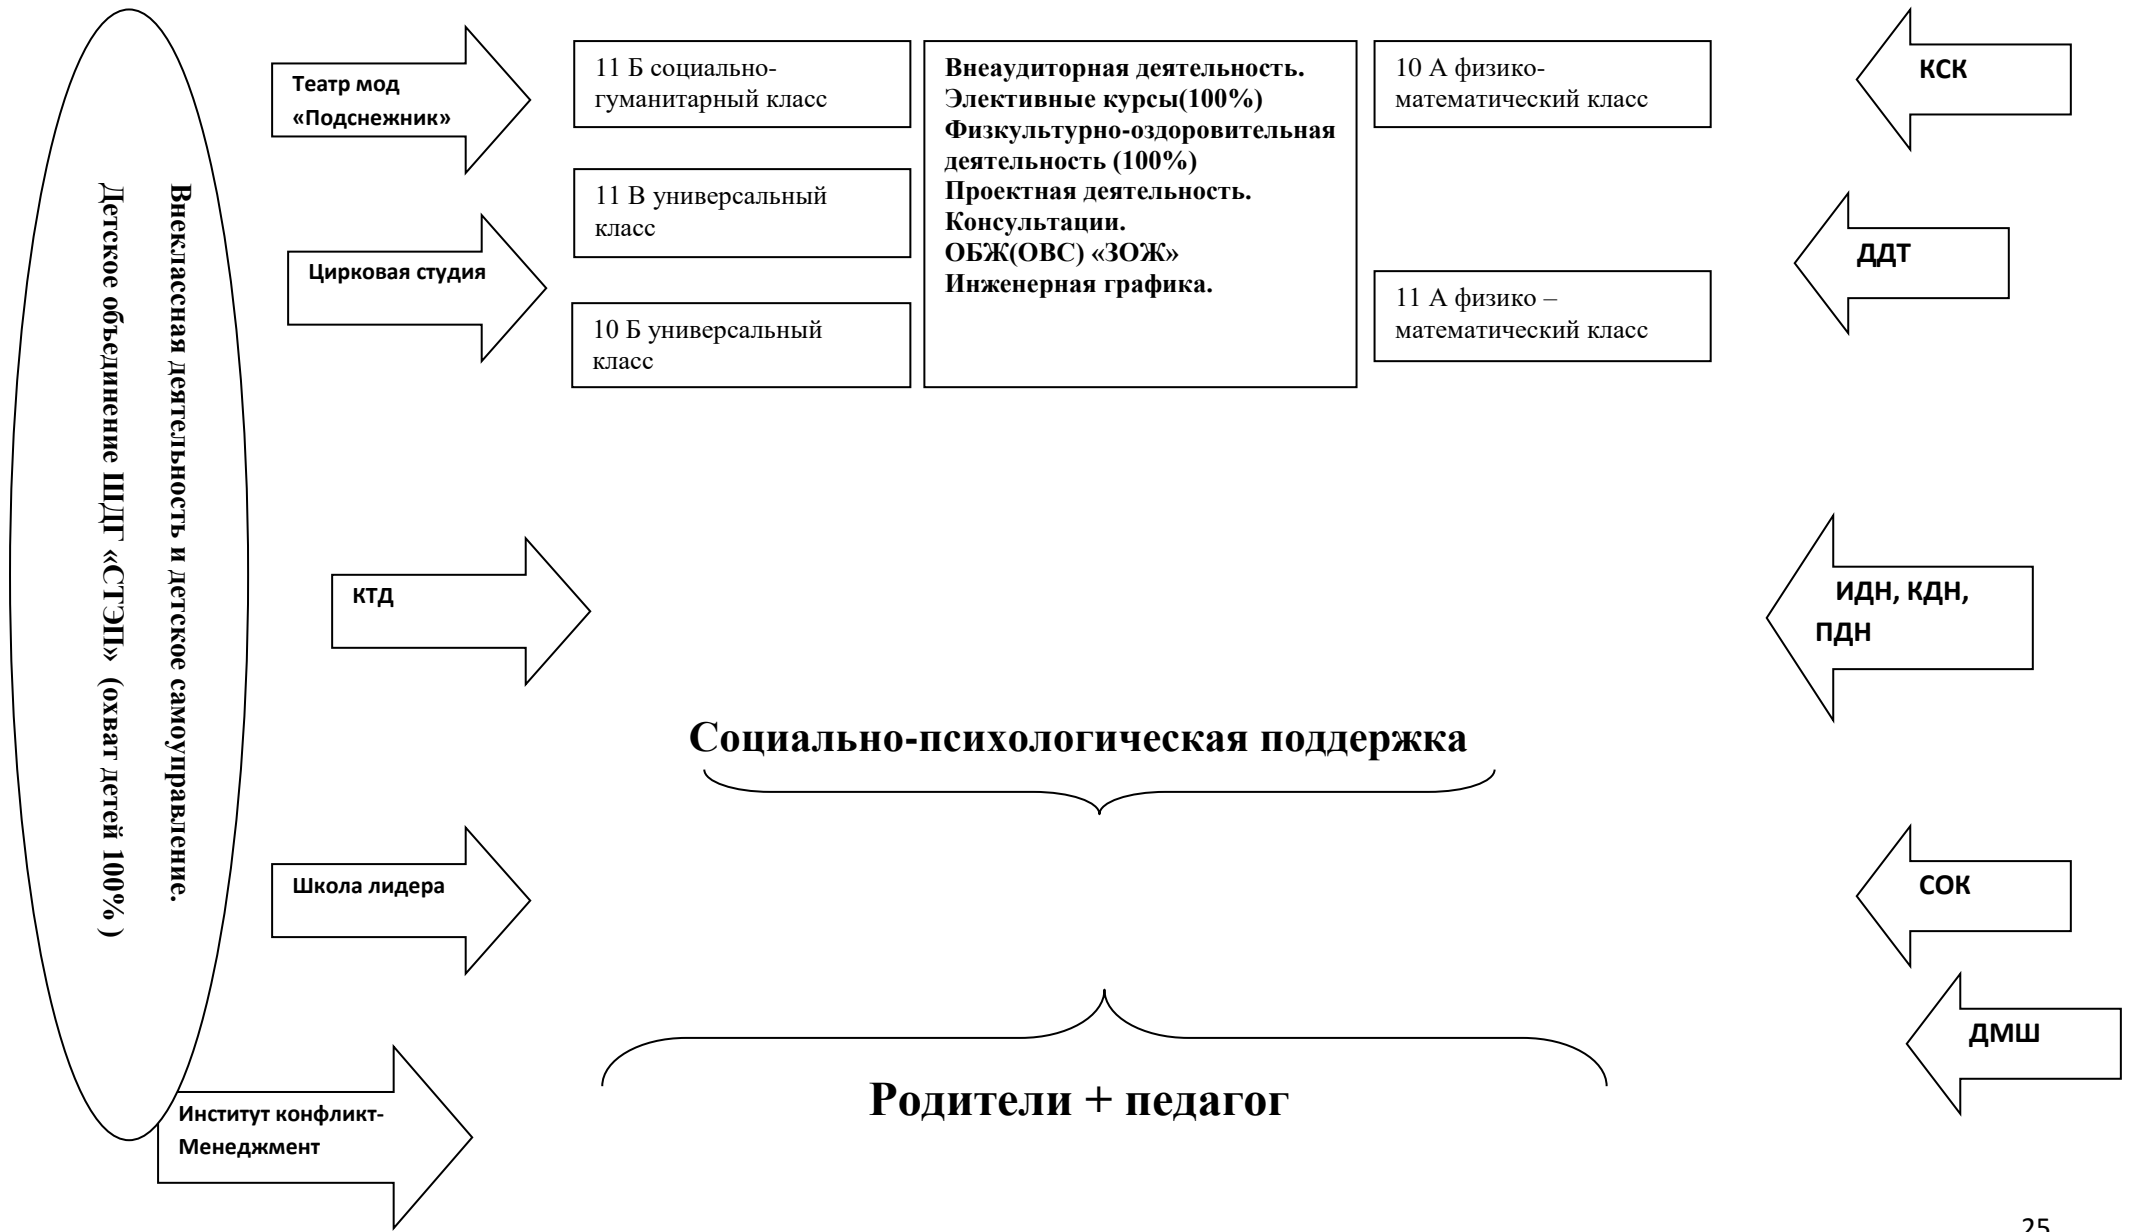 Внеклассная деятельность и детское самоуправление.
Детское объединение ШДГ «СТЭП» (охват детей 100% )
Театр мод
«Подснежник»
Цирковая студия
КТД
Школа лидера
Институт конфликт-
Менеджмент
11 Б социально-
гуманитарный класс
11 В универсальный
класс
10 Б универсальный
класс
Внеаудиторная деятельность.
Элективные курсы(100%)
Физкультурно-оздоровительная
деятельность (100%)
Проектная деятельность.
Консультации.
ОБЖ(ОВС) «ЗОЖ»
Инженерная графика.
10 А физико-
математический класс
11 А физико –
математический класс
Социально-психологическая поддержка
Родители + педагог
КСК
ДДТ
ИДН, КДН,
ПДН
СОК
ДМШ
25